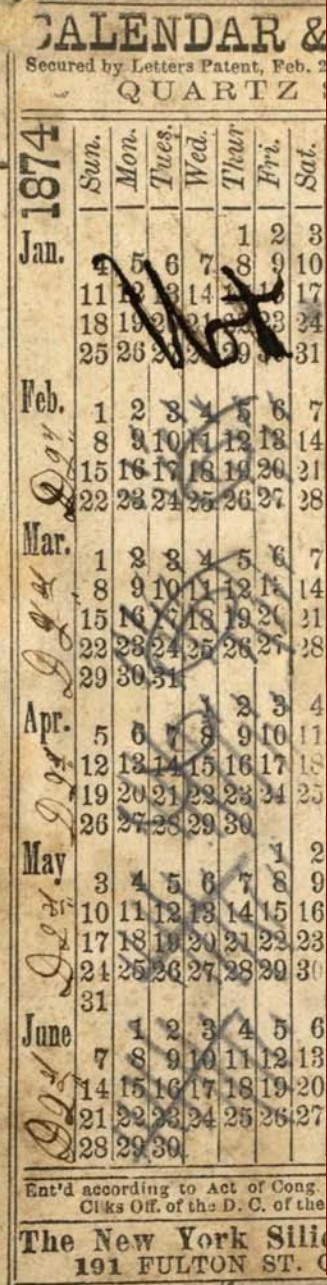 CALENDAR &
Secured by Letters Patent, Feb. 2
QUARTZ
1874 Sun. Mon. Tues. Wed. Thur Fri. Sat.
Jan.
1 2 3
4 5 6 7 8 9 10
11 12 13 14 17
18 19 20 21 23 24
25 26 29 31
Feb.
1 2 3 4 5 6 7
8 9 10 11 12 13 14
15 16 17 18 19 20 21
22 23 24 25 26 27 28
Mar.
1 2 3 4 5 6 7
8 9 10 11 12 14
15 16 17 18 19 20 21
22 23 24 25 26 27 28
29 30 31
Apr.
1 2 3 4
5 6 7 8 9 10 11
12 13 14 15 16 17 18
19 20 21 22 23 24 25
26 27 28 29 30
May
1 2
3 4 5 6 7 8 9
10 11 12 13 14 15 16
17 18 19 20 21 22 23
24 25 26 27 28 29 30
31
June
1 2 3 4 5 6
7 8 9 10 11 12 13
14 15 16 17 18 19 20
21 22 23 24 25 26 27
28 29 30
Ent'd according to Act of Cong
Clks Off. of the D. C. of the
The New York Sili
191 FULTON ST.